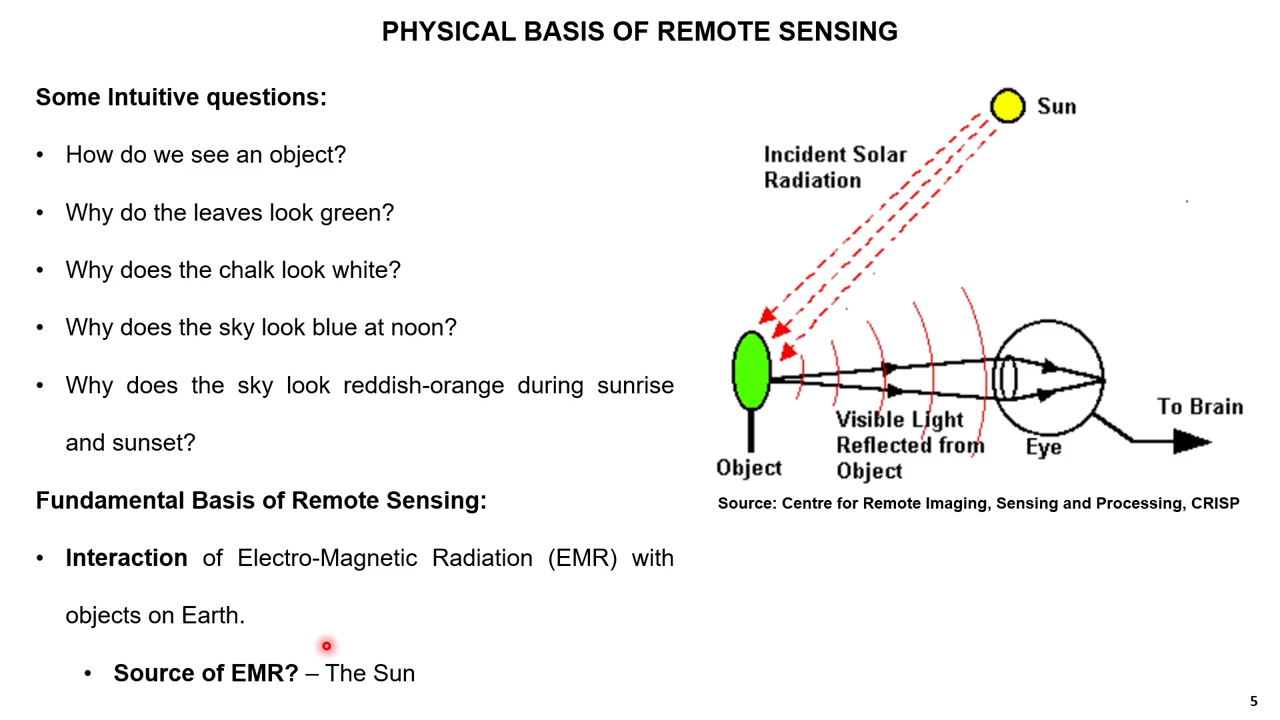 PHYSICAL BASIS OF REMOTE SENSING
Some Intuitive questions:
• How do we see an object?
• Why do the leaves look green?
• Why does the chalk look white?
• Why does the sky look blue at noon?
• Why does the sky look reddish-orange during sunrise
and sunset?
Fundamental Basis of Remote Sensing:
• Interaction of Electro-Magnetic Radiation (EMR) with
objects on Earth.
• Source of EMR? – The Sun
Sun
Incident Solar
Radiation
To Brain
Visible Light
Reflected from
Object
Eye
Object
Source: Centre for Remote Imaging, Sensing and Processing, CRISP
5